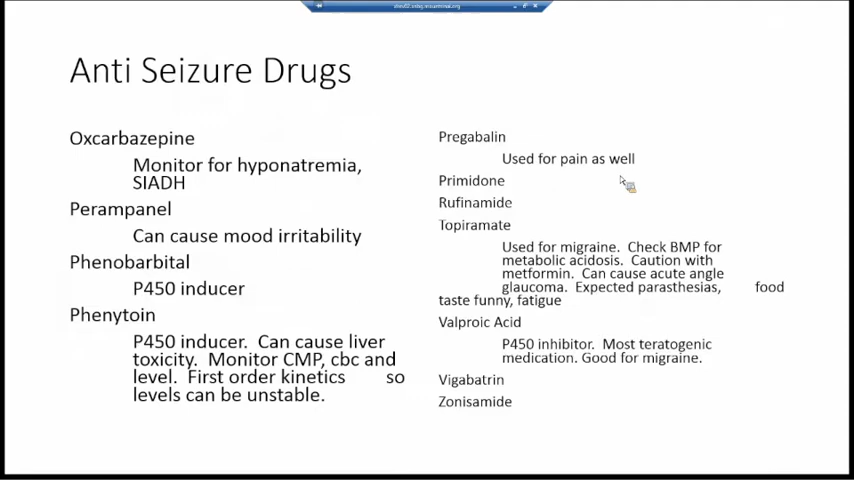 Anti Seizure Drugs
Oxcarbazepine
Monitor for hyponatremia,
SIADH
Perampanel
Can cause mood irritability
Phenobarbital
P450 inducer
Phenytoin
P450 inducer. Can cause liver
toxicity. Monitor CMP, cbc and
level. First order kinetics so
levels can be unstable.
Pregabalin
Used for pain as well
Primidone
Rufinamide
Topiramate
Used for migraine. Check BMP for
metabolic acidosis. Caution with
metformin. Can cause acute angle
glaucoma. Expected parasthesias, food
taste funny, fatigue
Valproic Acid
P450 inhibitor. Most teratogenic
medication. Good for migraine.
Vigabatrin
Zonisamide